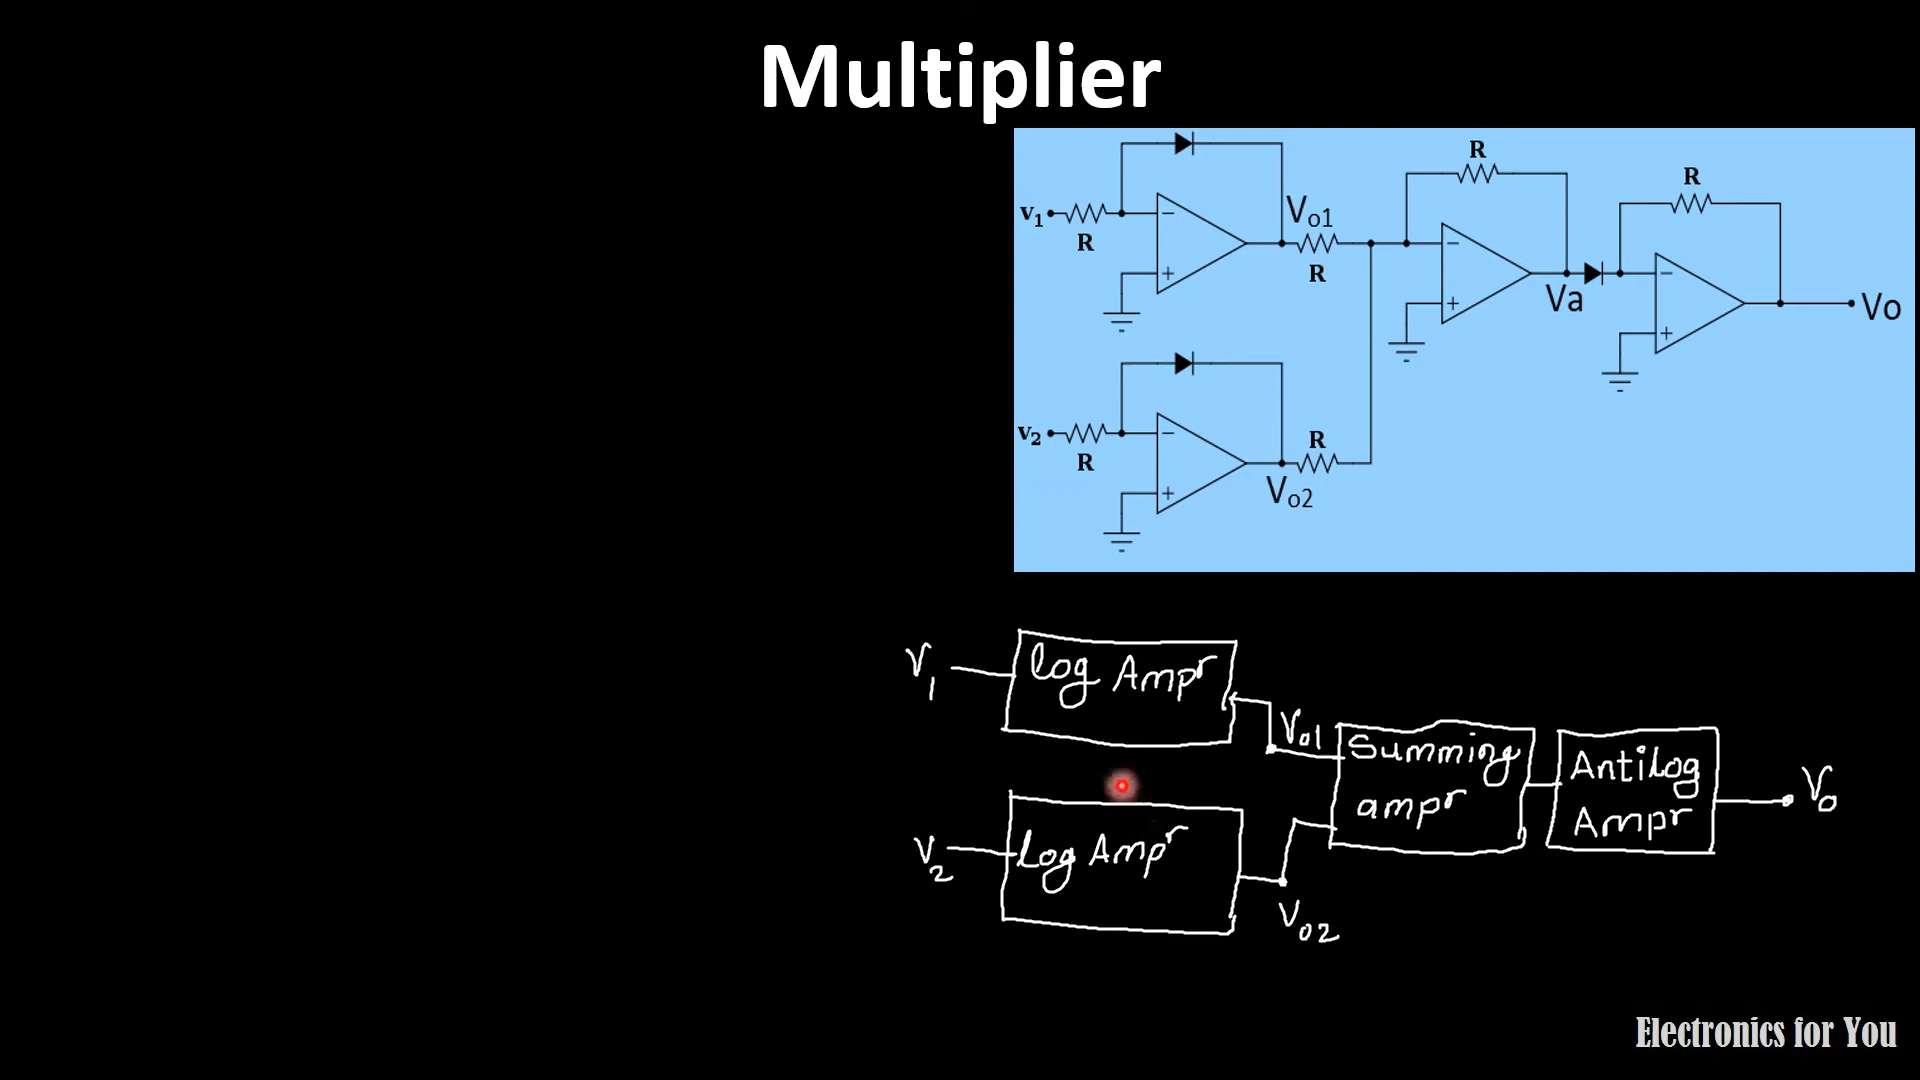 Multiplier
R
R
v1
R
Vo1
R
Va
Vo
v2
R
R
Vo2
V1
log Ampr
Vo1
Summing
ampr
Antilog
Ampr
Vo
V2
log Ampr
Vo2
Electronics for You